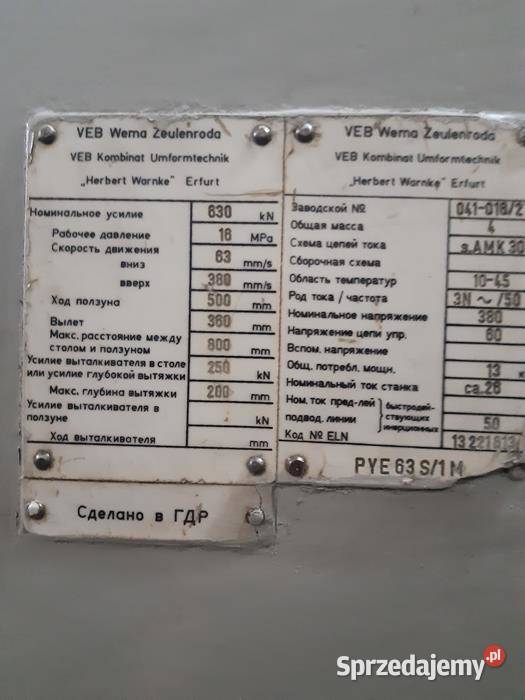 VEB Wema Zeulenroda
VEB Kombinat Umformtechnik
„Herbert Warnke" Erfurt
Номинальное усилие 630 kN
Рабочее давление 16 MPa
Скорость движения
вниз 63 mm/s
вверх 380 mm/s
Ход ползуна 500 mm
Вылет 360 mm
Макс. расстояние между
столом и ползуном 800 mm
Усилие выталкивателя в столе
или усилие глубокой вытяжки 250 kN
Макс. глубина вытяжки 200 mm
Усилие выталкивателя в
ползуне kN
Ход выталкивателя mm
Сделано в ГДР
VEB Wema Zeulenroda
VEB Kombinat Umformtechnik
„Herbert Warnke" Erfurt
Заводской № 041-018/2
Общая масса 4
Схема цепей тока s.AMK 30
Сборочная схема
Область температур 10-45
Род тока / частота 3N ~ /50
Номинальное напряжение 380
Напряжение цепи упр. 60
Вспом. напряжение
Общ. потребл. мощн. 13 к
Номинальный ток станка ca.26
Ном. ток пред-лей
подвод. линии
быстродей-
ствующих
инерционных 50
Код № ELN 13 221613/
PYE 63 S/1 M
Sprzedajemy.pl